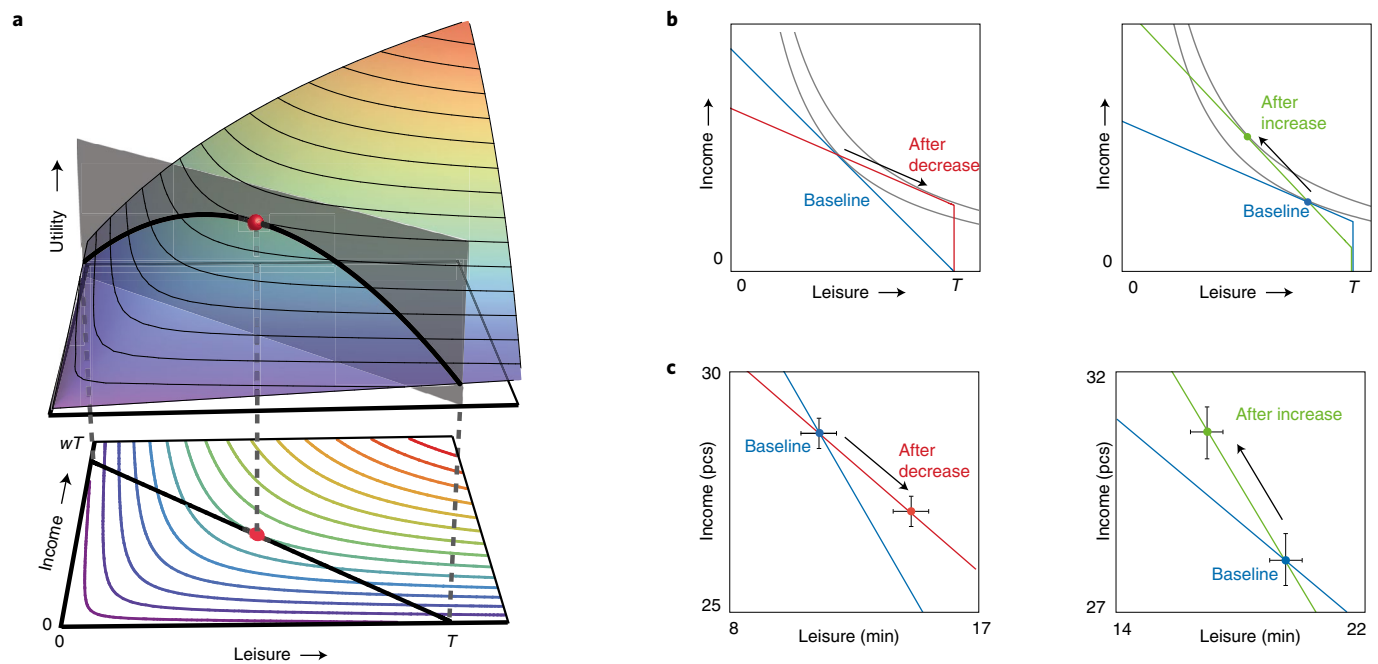 a
Utility
wT
Income
0
0
Leisure
T
b
Income
After
decrease
Baseline
0
0
Leisure
T
Income
After
increase
Baseline
0
0
Leisure
T
c
30
Income (pcs)
Baseline
After
decrease
25
8
Leisure (min)
17
32
Income (pcs)
After increase
Baseline
27
14
Leisure (min)
22